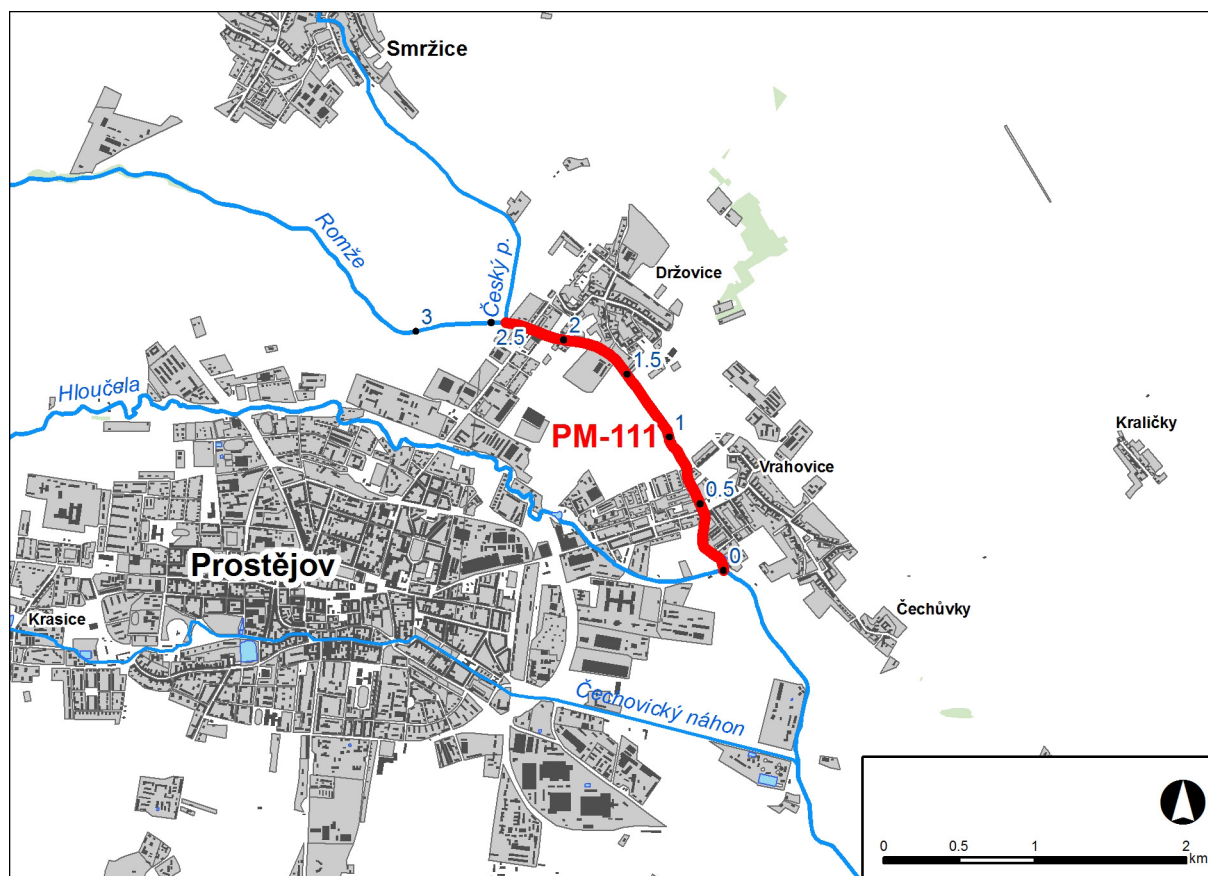 Smržice
Romže
Český p.
Držovice
3
2.5
2
1.5
Hloučela
PM-111
1
Kraličky
Vrahovice
0.5
Prostějov
0
Krasice
Čechůvky
Čechovický náhon
0 0.5 1 2
km